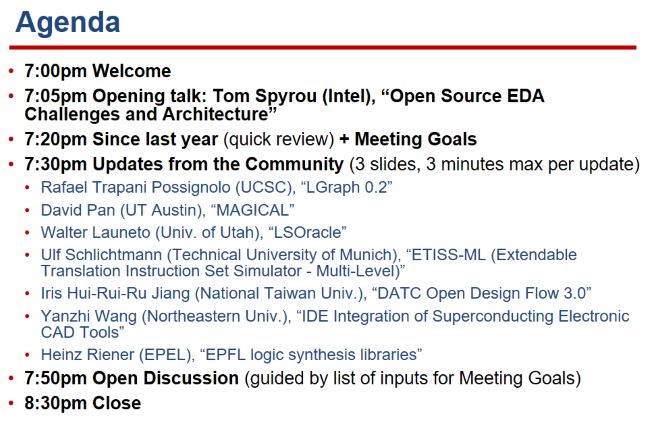 Agenda
• 7:00pm Welcome
• 7:05pm Opening talk: Tom Spyrou (Intel), “Open Source EDA
Challenges and Architecture”
• 7:20pm Since last year (quick review) + Meeting Goals
• 7:30pm Updates from the Community (3 slides, 3 minutes max per update)
• Rafael Trapani Possignolo (UCSC), “LGraph 0.2”
• David Pan (UT Austin), “MAGICAL”
• Walter Launeto (Univ. of Utah), “LSOracle”
• Ulf Schlichtmann (Technical University of Munich), “ETISS-ML (Extendable
Translation Instruction Set Simulator - Multi-Level)”
• Iris Hui-Rui-Ru Jiang (National Taiwan Univ.), “DATC Open Design Flow 3.0”
• Yanzhi Wang (Northeastern Univ.), “IDE Integration of Superconducting Electronic
CAD Tools”
• Heinz Riener (EPEL), “EPFL logic synthesis libraries”
• 7:50pm Open Discussion (guided by list of inputs for Meeting Goals)
• 8:30pm Close